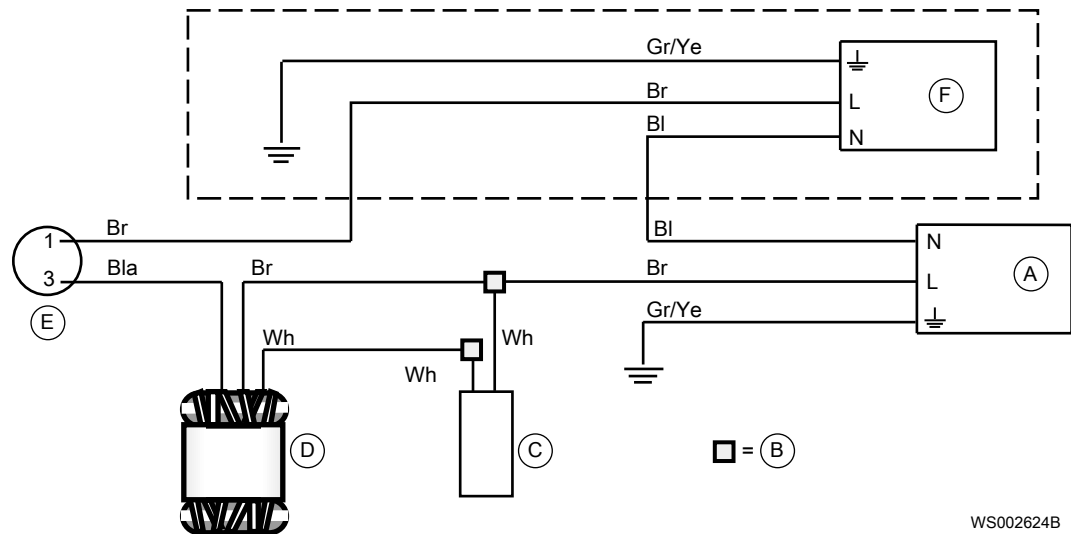 Gr/Ye
Br
L
F
Bl
N
1
Br
Bl
N
3
Bla
Br
Br
L
A
E
Gr/Ye
Wh
Wh
Wh
D
C
= B
WS002624B